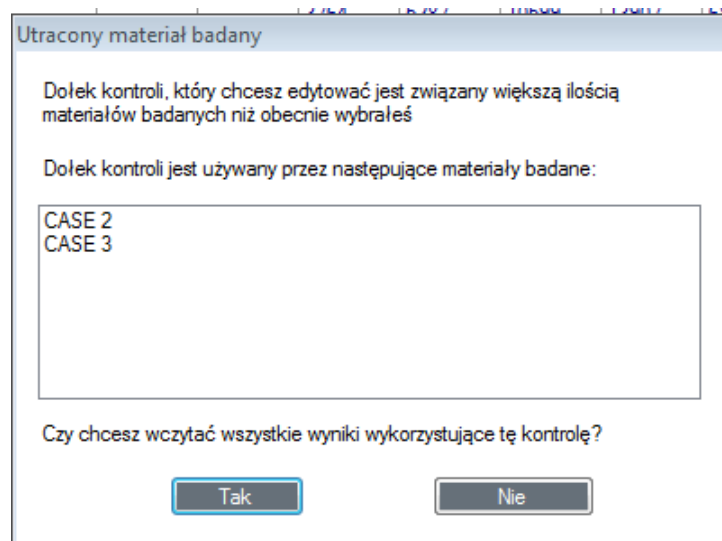 Utracony materiał badany
Dołek kontroli, który chcesz edytować jest związany większą ilością
materiałów badanych niż obecnie wybrałeś
Dołek kontroli jest używany przez następujące materiały badane:
CASE 2
CASE 3
Czy chcesz wczytać wszystkie wyniki wykorzystujące tę kontrolę?
Tak Nie